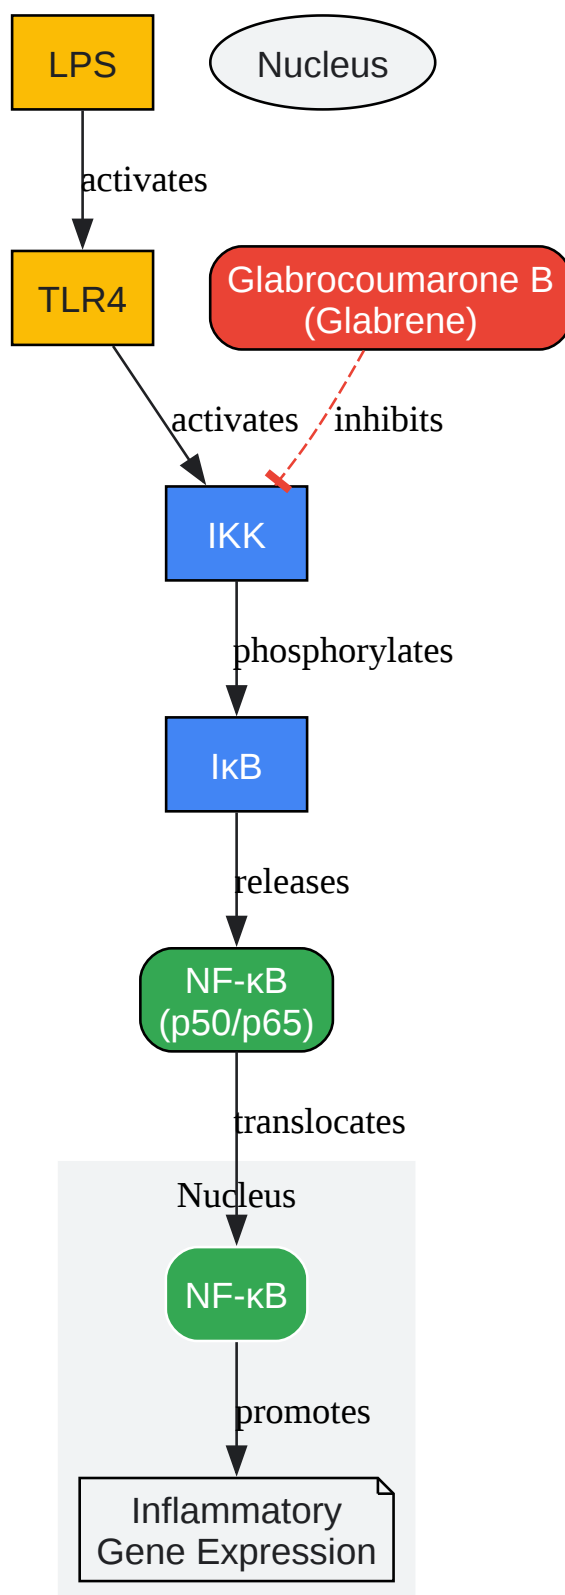 LPS
Nucleus
activates
TLR4
Glabrocoumarone B
(Glabrene)
activates
inhibits
IKK
phosphorylates
IκB
releases
NF-κB
(p50/p65)
translocates
Nucleus
NF-κB
promotes
Inflammatory
Gene Expression